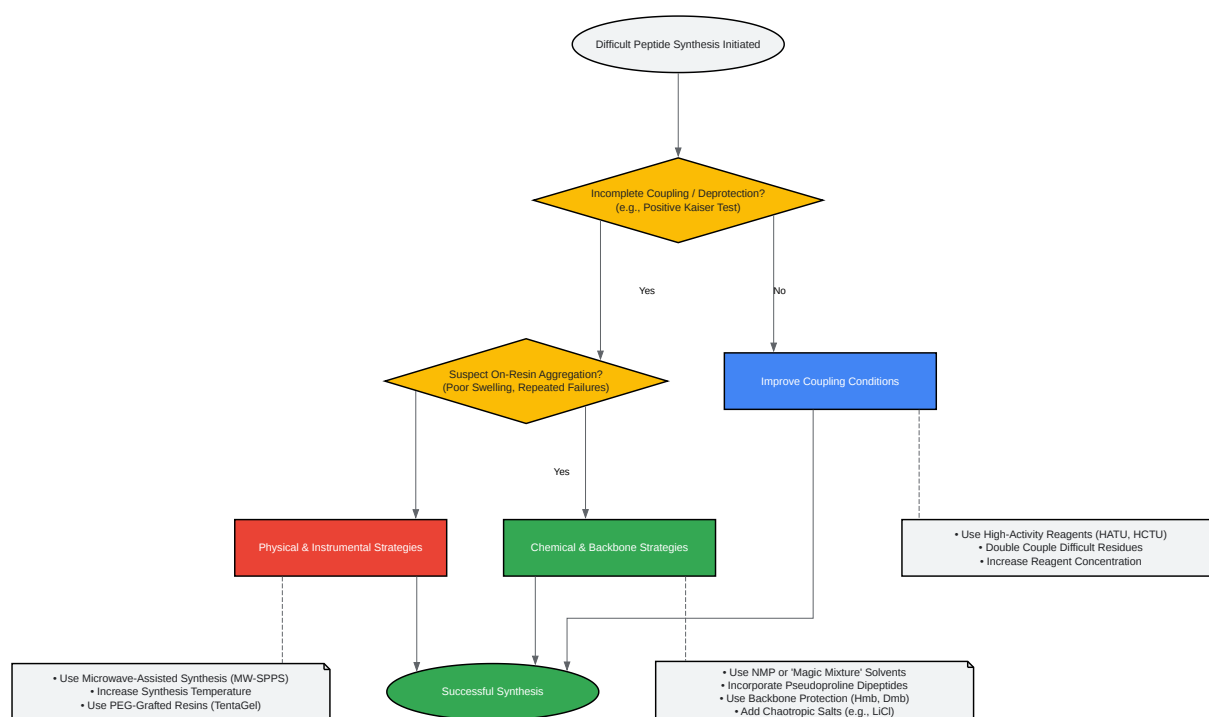 Difficult Peptide Synthesis Initiated
Incomplete Coupling / Deprotection?
(e.g., Positive Kaiser Test)
Yes
No
Suspect On-Resin Aggregation?
(Poor Swelling, Repeated Failures)
Improve Coupling Conditions
Yes
Physical & Instrumental Strategies
Chemical & Backbone Strategies
• Use High-Activity Reagents (HATU, HCTU)
• Double Couple Difficult Residues
• Increase Reagent Concentration
• Use Microwave-Assisted Synthesis (MW-SPPS)
• Increase Synthesis Temperature
• Use PEG-Grafted Resins (TentaGel)
Successful Synthesis
• Use NMP or 'Magic Mixture' Solvents
• Incorporate Pseudoproline Dipeptides
• Use Backbone Protection (Hmb, Dmb)
• Add Chaotropic Salts (e.g., LiCl)